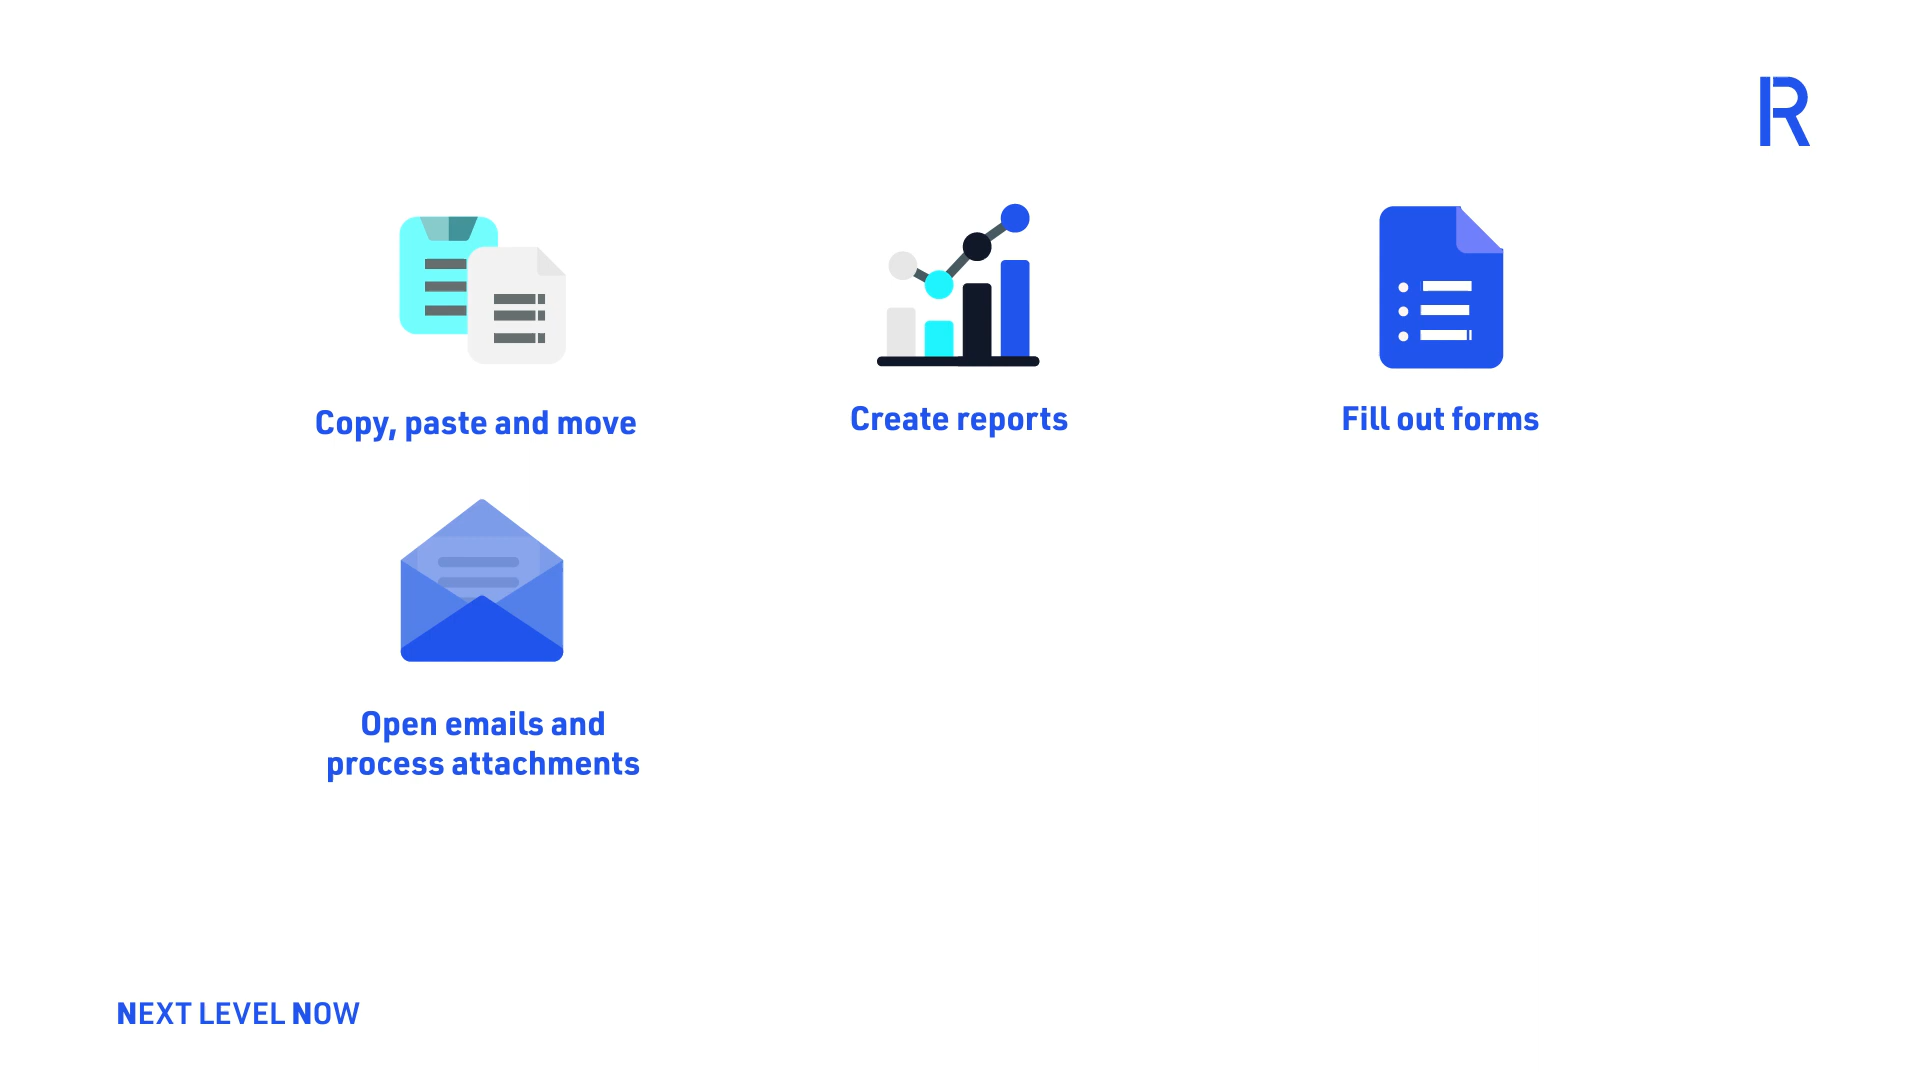 R
Copy, paste and move
Create reports
Fill out forms
Open emails and
process attachments
NEXT LEVEL NOW